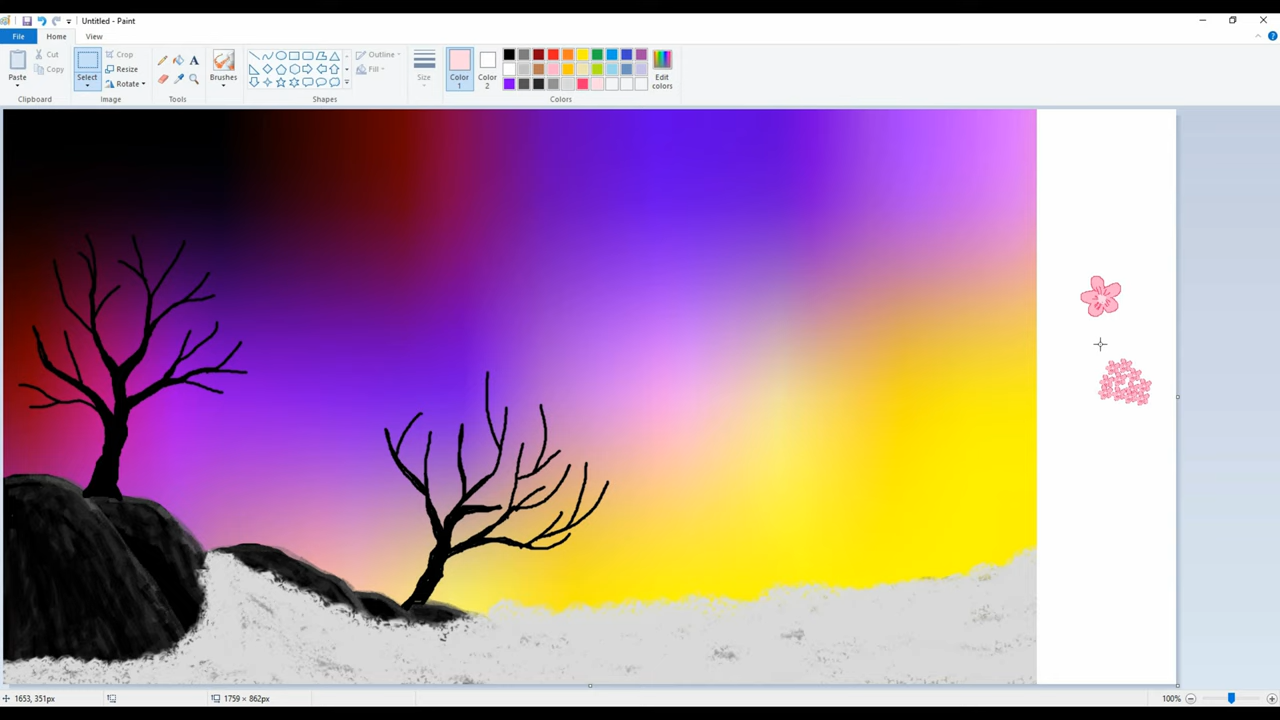 Untitled - Paint
File Home View
Paste
Cut
Copy
Clipboard
Select
Crop
Resize
Rotate
Image
A
Tools
Brushes
Outline
Fill
Shapes
Size
Color 1
Color 2
Edit colors
Colors
1653, 351px
1759 × 862px
100%